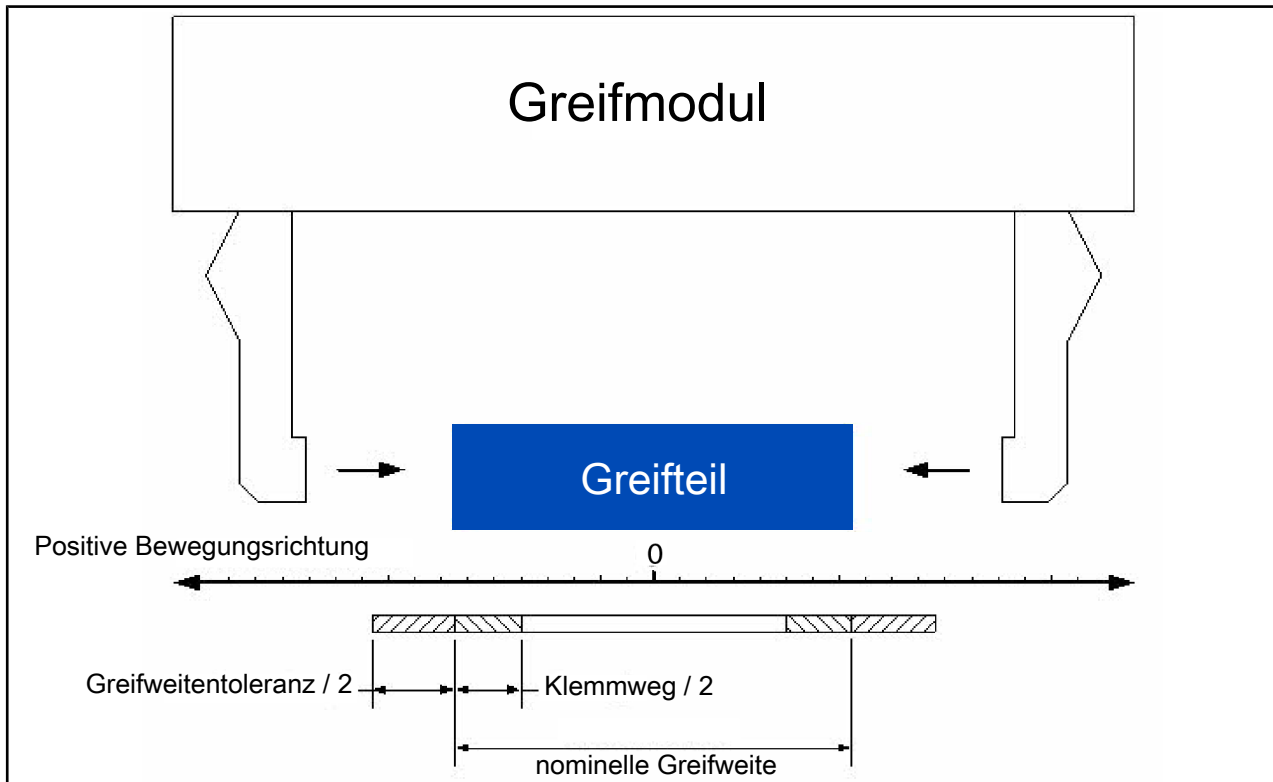 Greifmodul
Greifteil
Positive Bewegungsrichtung
0
Greifweitentoleranz / 2
Klemmweg / 2
nominelle Greifweite